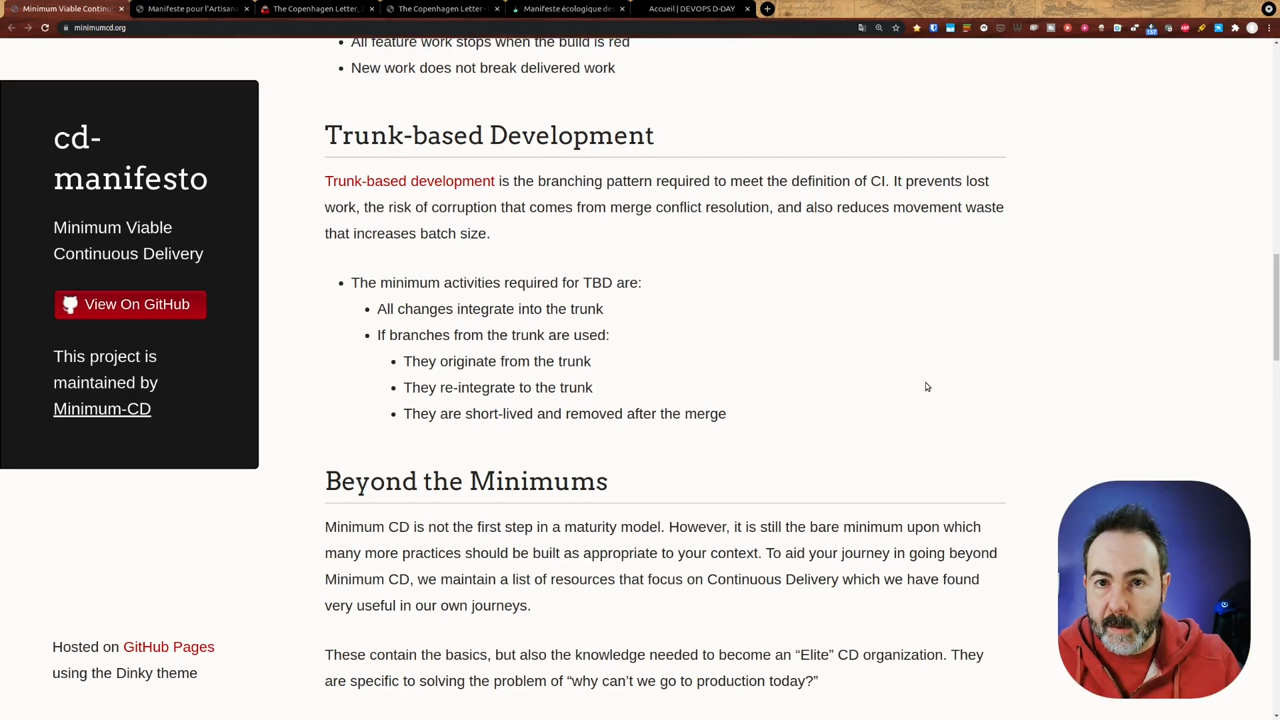 Minimum Viable Contin
Manifeste pour l'Artisan
The Copenhagen Letter, 
The Copenhagen Letter
Manifeste écologique de
Accueil | DEVOPS D-DAY
minimumcd.org
157
All feature work stops when the build is red
New work does not break delivered work
cd-
manifesto
Minimum Viable
Continuous Delivery
View On GitHub
This project is
maintained by
Minimum-CD
Hosted on GitHub Pages
using the Dinky theme
Trunk-based Development
Trunk-based development is the branching pattern required to meet the definition of CI. It prevents lost
work, the risk of corruption that comes from merge conflict resolution, and also reduces movement waste
that increases batch size.
The minimum activities required for TBD are:
All changes integrate into the trunk
If branches from the trunk are used:
They originate from the trunk
They re-integrate to the trunk
They are short-lived and removed after the merge
Beyond the Minimums
Minimum CD is not the first step in a maturity model. However, it is still the bare minimum upon which
many more practices should be built as appropriate to your context. To aid your journey in going beyond
Minimum CD, we maintain a list of resources that focus on Continuous Delivery which we have found
very useful in our own journeys.
These contain the basics, but also the knowledge needed to become an “Elite” CD organization. They
are specific to solving the problem of “why can’t we go to production today?”